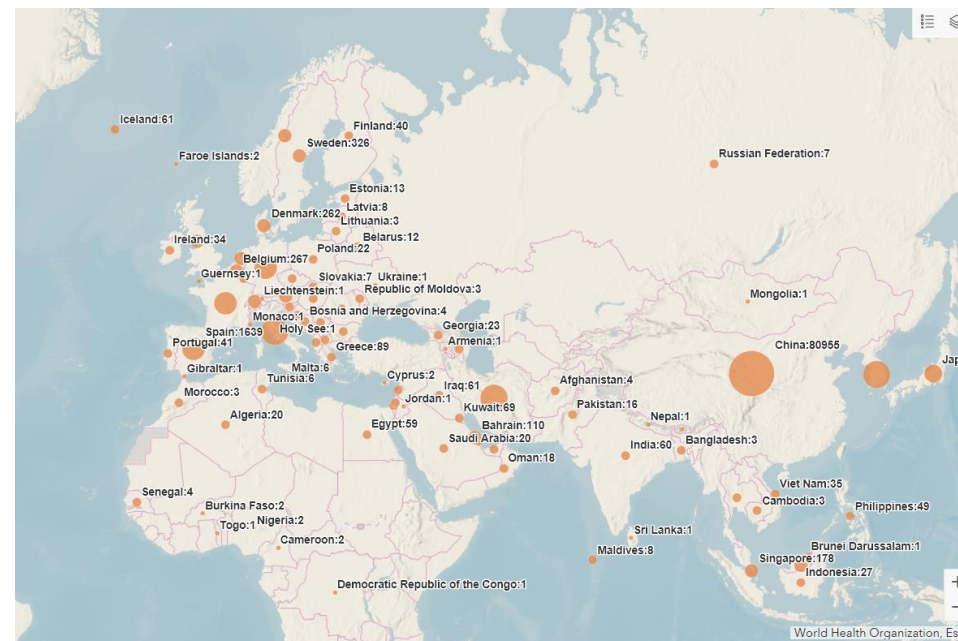 Iceland:61
Finland:40
Sweden:326
Faroe Islands:2
Russian Federation:7
Estonia:13
Latvia:8
Denmark:262
Lithuania:3
Belarus:12
Ireland:34
Poland:22
Belgium:267
Guernsey:1
Slovakia:7
Ukraine:1
Liechtenstein:1
Republic of Moldova:3
Mongolia:1
Bosnia and Herzegovina:4
Monaco:1
Georgia:23
Spain:1639
Holy See:1
Armenia:1
Portugal:41
Greece:89
China:80955
Jap
Gibraltar:1
Malta:6
Cyprus:2
Tunisia:6
Afghanistan:4
Iraq:61
Morocco:3
Jordan:1
Kuwait:69
Pakistan:16
Algeria:20
Nepal:1
Egypt:59
Bahrain:110
Saudi Arabia:20
Bangladesh:3
India:60
Oman:18
Viet Nam:35
Senegal:4
Cambodia:3
Burkina Faso:2
Philippines:49
Togo:1
Nigeria:2
Sri Lanka:1
Cameroon:2
Maldives:8
Brunei Darussalam:1
Singapore:178
Indonesia:27
Democratic Republic of the Congo:1
World Health Organization, Es